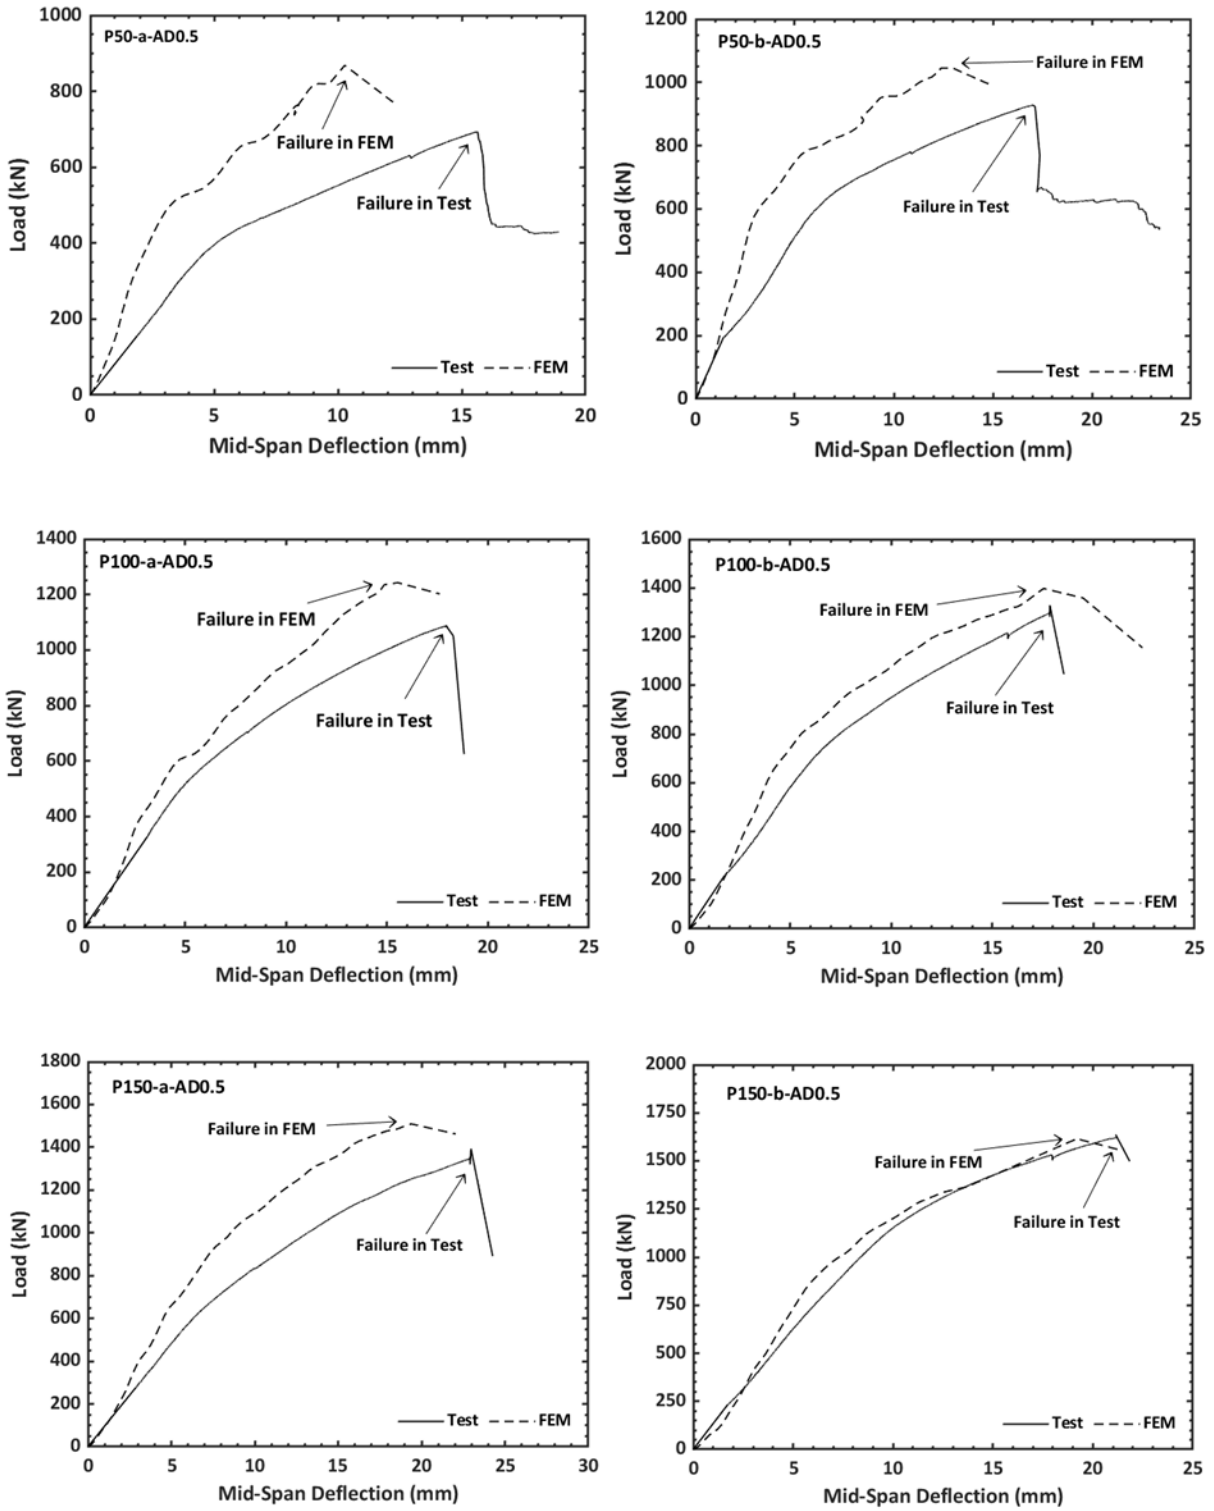 P50-a-AD0.5
1000
800
600
400
200
0
Load (kN)
Failure in FEM
Failure in Test
Test FEM
0 5 10 15 20
Mid-Span Deflection (mm)
P50-b-AD0.5
1200
1000
800
600
400
200
0
Load (kN)
Failure in FEM
Failure in Test
Test FEM
0 5 10 15 20 25
Mid-Span Deflection (mm)
P100-a-AD0.5
1400
1200
1000
800
600
400
200
0
Load (kN)
Failure in FEM
Failure in Test
Test FEM
0 5 10 15 20 25
Mid-Span Deflection (mm)
P100-b-AD0.5
1600
1400
1200
1000
800
600
400
200
0
Load (kN)
Failure in FEM
Failure in Test
Test FEM
0 5 10 15 20 25
Mid-Span Deflection (mm)
P150-a-AD0.5
1800
1600
1400
1200
1000
800
600
400
200
0
Load (kN)
Failure in FEM
Failure in Test
Test FEM
0 5 10 15 20 25 30
Mid-Span Deflection (mm)
P150-b-AD0.5
2000
1750
1500
1250
1000
750
500
250
0
Load (kN)
Failure in FEM
Failure in Test
Test FEM
0 5 10 15 20 25
Mid-Span Deflection (mm)